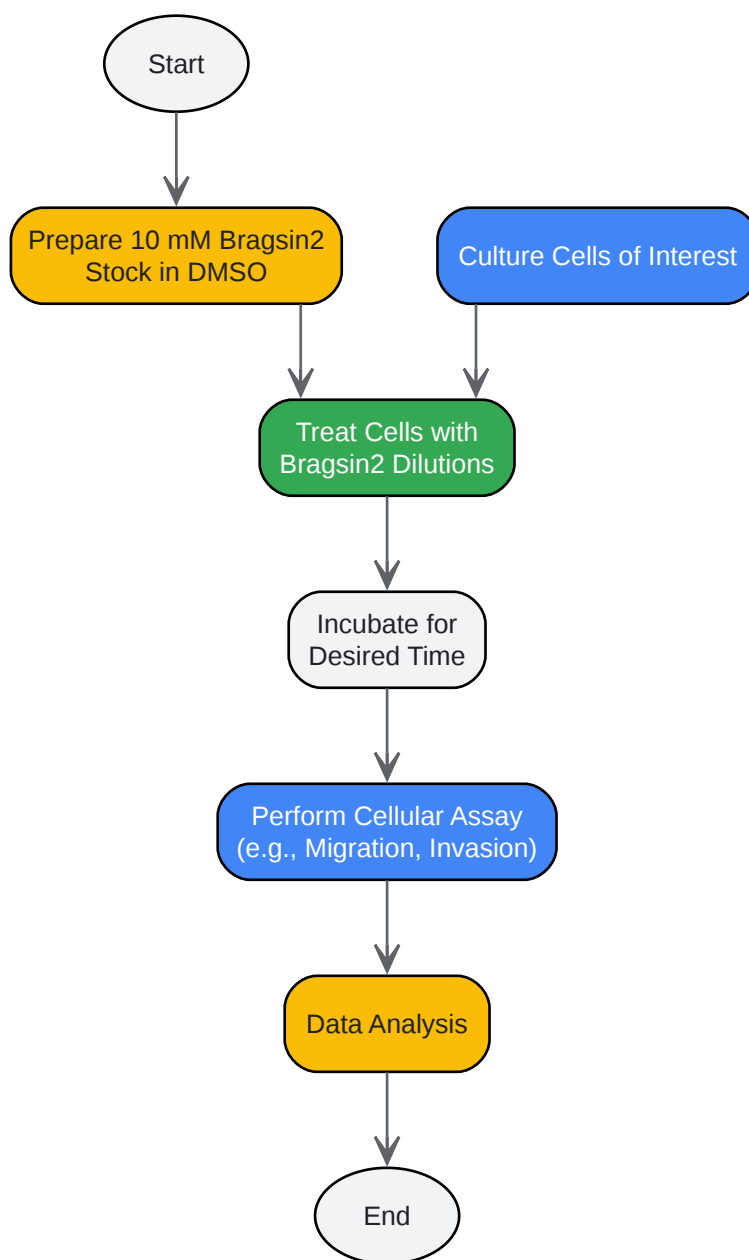 Start
Prepare 10 mM Bragsin2
Stock in DMSO
Culture Cells of Interest
Treat Cells with
Bragsin2 Dilutions
Incubate for
Desired Time
Perform Cellular Assay
(e.g., Migration, Invasion)
Data Analysis
End